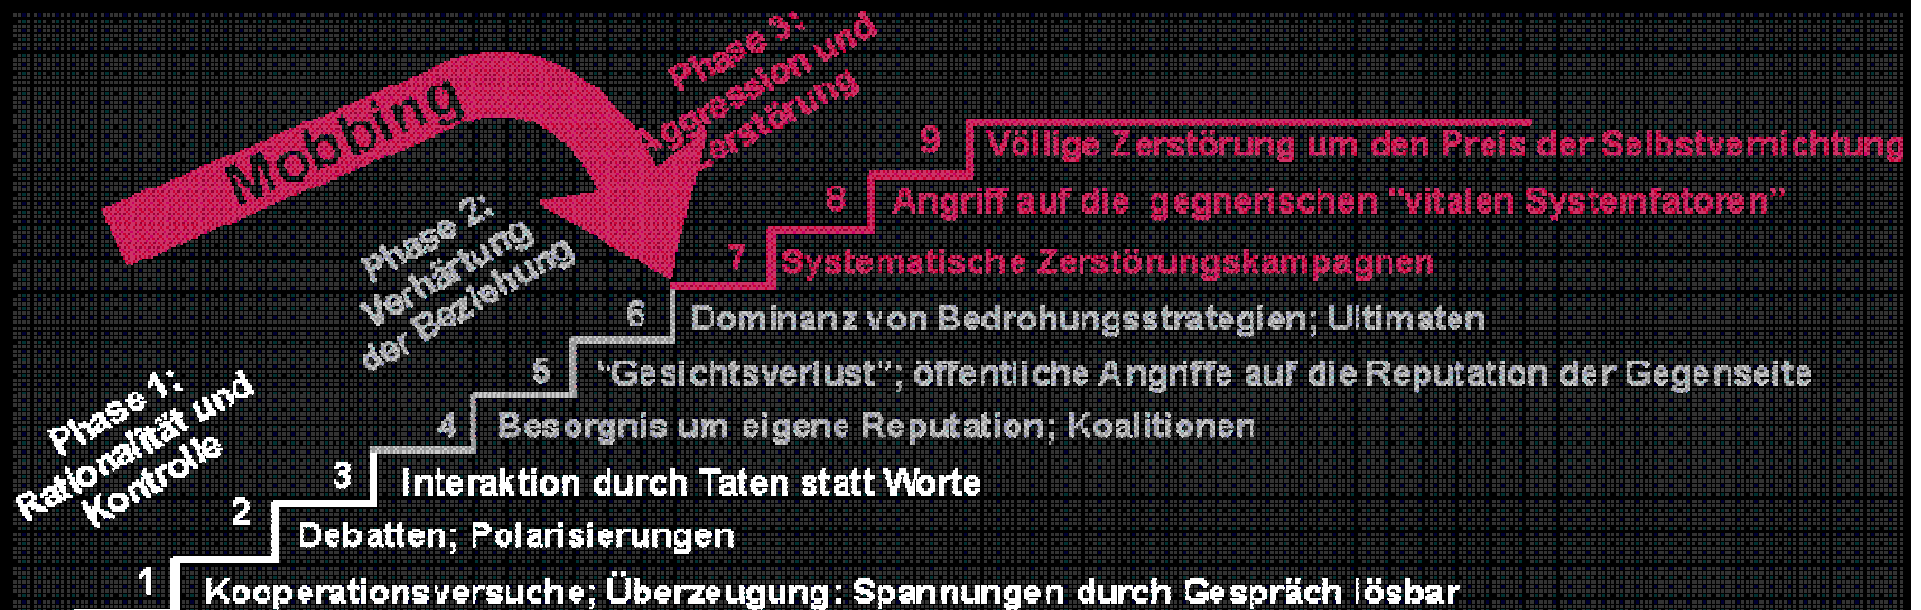 Phase 3:
Aggression und
Zerstörung
Mobbing
9 Völlige Zerstörung um den Preis der Selbstvernichtung
8 Angriff auf die gegnerischen "vitalen Systemfatoren"
Phase 2:
Verhärtung
der Beziehung
7 Systematische Zerstörungskampagnen
6 Dominanz von Bedrohungsstrategien; Ultimaten
5 "Gesichtsverlust"; öffentliche Angriffe auf die Reputation der Gegenseite
Phase 1:
Rationalität und
Kontrolle
4 Besorgnis um eigene Reputation; Koalitionen
3 Interaktion durch Taten statt Worte
2 Debatten; Polarisierungen
1 Kooperationsversuche; Überzeugung: Spannungen durch Gespräch lösbar